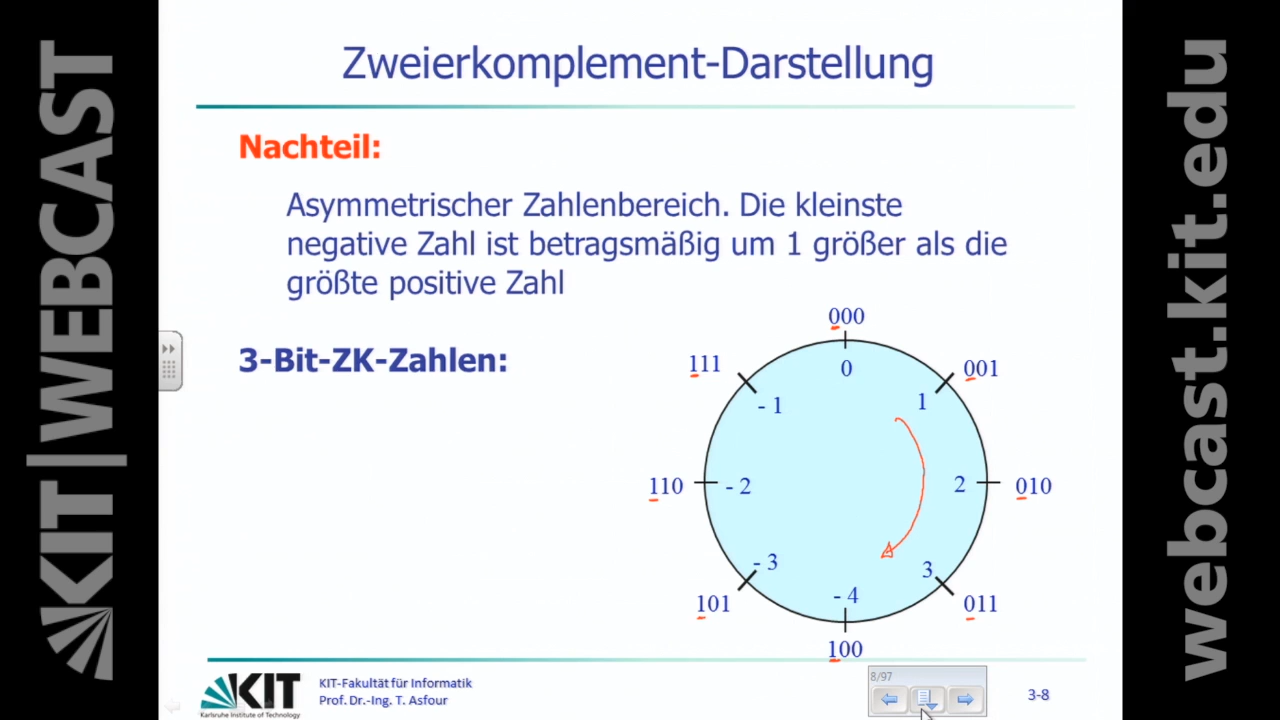 KIT | WEBCAST
Zweierkomplement-Darstellung
Nachteil:
Asymmetrischer Zahlenbereich. Die kleinste
negative Zahl ist betragsmäßig um 1 größer als die
größte positive Zahl
3-Bit-ZK-Zahlen:
000
0
111
001
- 1
1
110
- 2
2
010
- 3
3
101
- 4
011
100
KIT
Karlsruhe Institute of Technology
KIT-Fakultät für Informatik
Prof. Dr.-Ing. T. Asfour
8/97
3-8
webcast.kit.edu